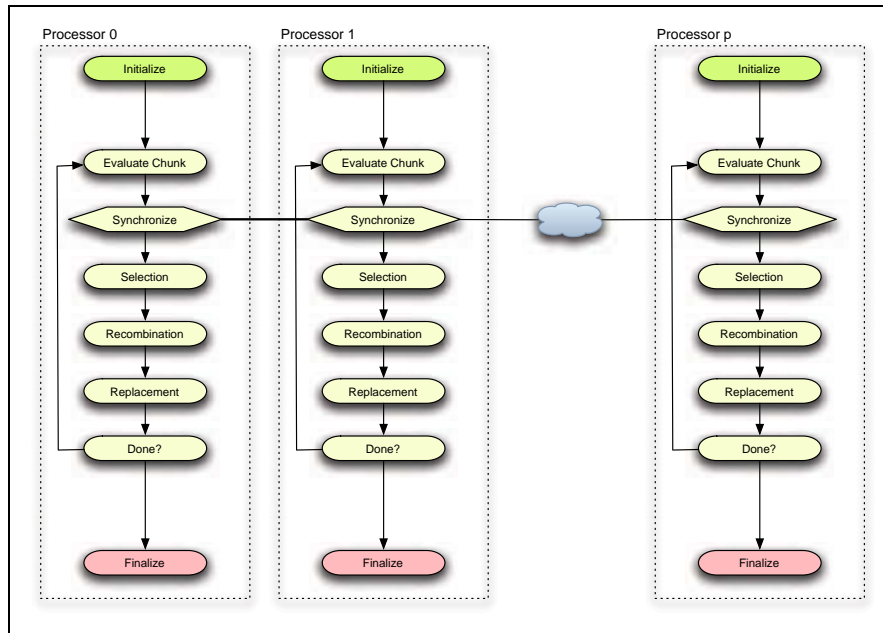 Processor 0
Initialize
Evaluate Chunk
Synchronize
Selection
Recombination
Replacement
Done?
Finalize
Processor 1
Initialize
Evaluate Chunk
Synchronize
Selection
Recombination
Replacement
Done?
Finalize
Processor p
Initialize
Evaluate Chunk
Synchronize
Selection
Recombination
Replacement
Done?
Finalize